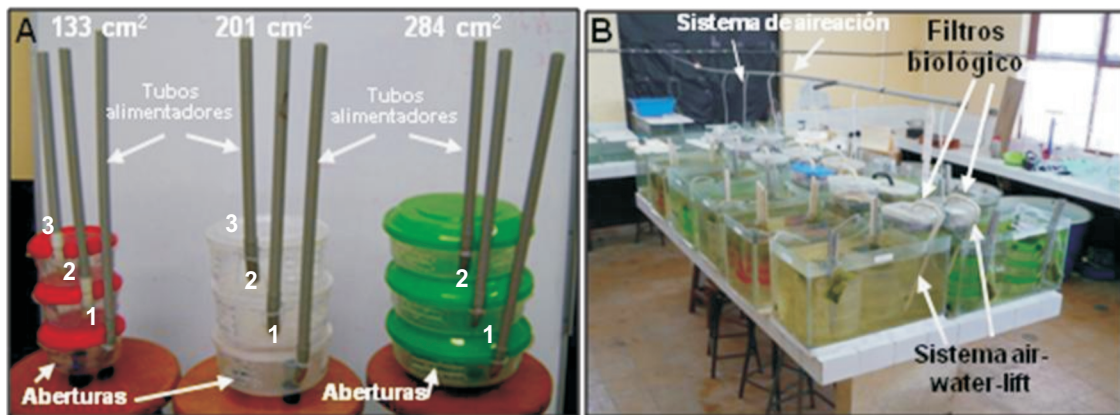 A
133 cm²
201 cm²
284 cm²
Tubos
alimentadores
Tubos
alimentadores
3
2
1
3
2
1
2
1
Aberturas
Aberturas
B
Sistema de aireación
Filtros
biológico
Sistema air-
water-lift